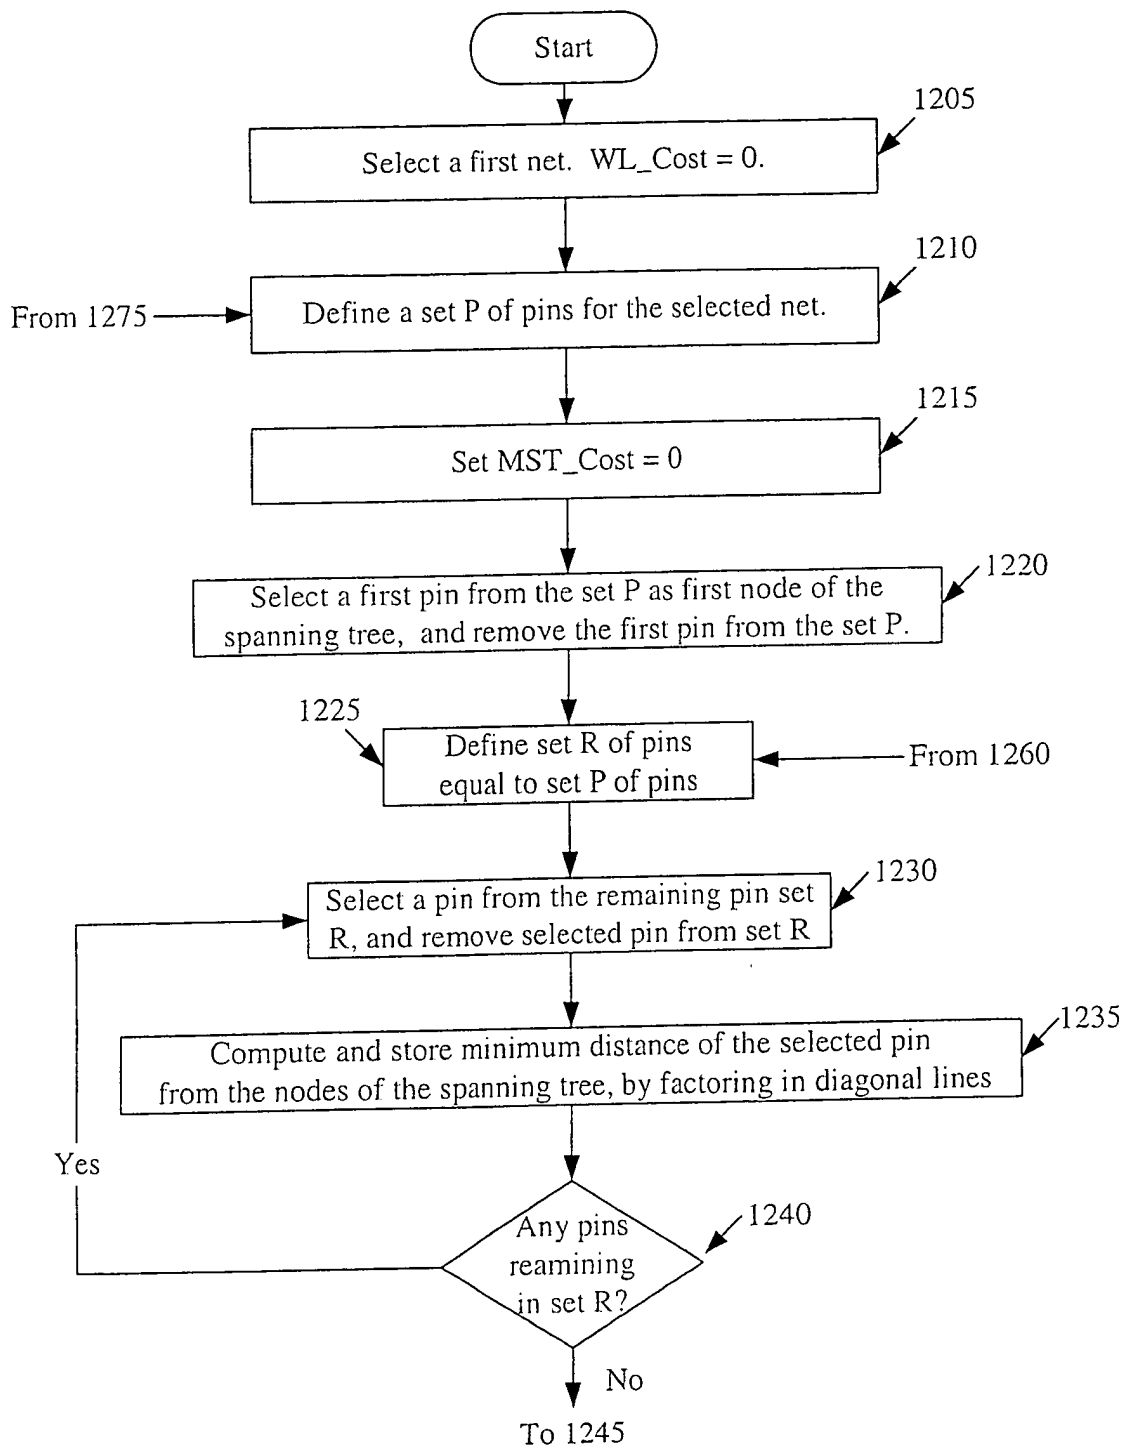 Start
1205
Select a first net. WL_Cost = 0.
1210
From 1275
Define a set P of pins for the selected net.
1215
Set MST_Cost = 0
1220
Select a first pin from the set P as first node of the
spanning tree, and remove the first pin from the set P.
1225
Define set R of pins
equal to set P of pins
From 1260
1230
Select a pin from the remaining pin set
R, and remove selected pin from set R
1235
Compute and store minimum distance of the selected pin
from the nodes of the spanning tree, by factoring in diagonal lines
Yes
1240
Any pins
reamining
in set R?
No
To 1245